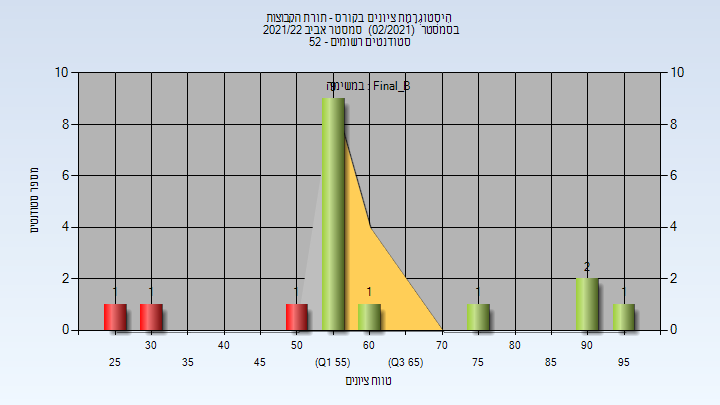 היסטוגרמת ציונים בקורס - תורת הקבוצות
בסמסטר (02/2021) סמסטר אביב 2021/22
סטודנטים רשומים - 52
במשימה : Final_B
מספר סטודנטים
10 10
8 8
6 6
4 4
2 2
0 0
1 1 1 9 1 1 2 1
30 40 50 60 70 80 90
25 35 45 (Q1 55) (Q3 65) 75 85 95
טווח ציונים